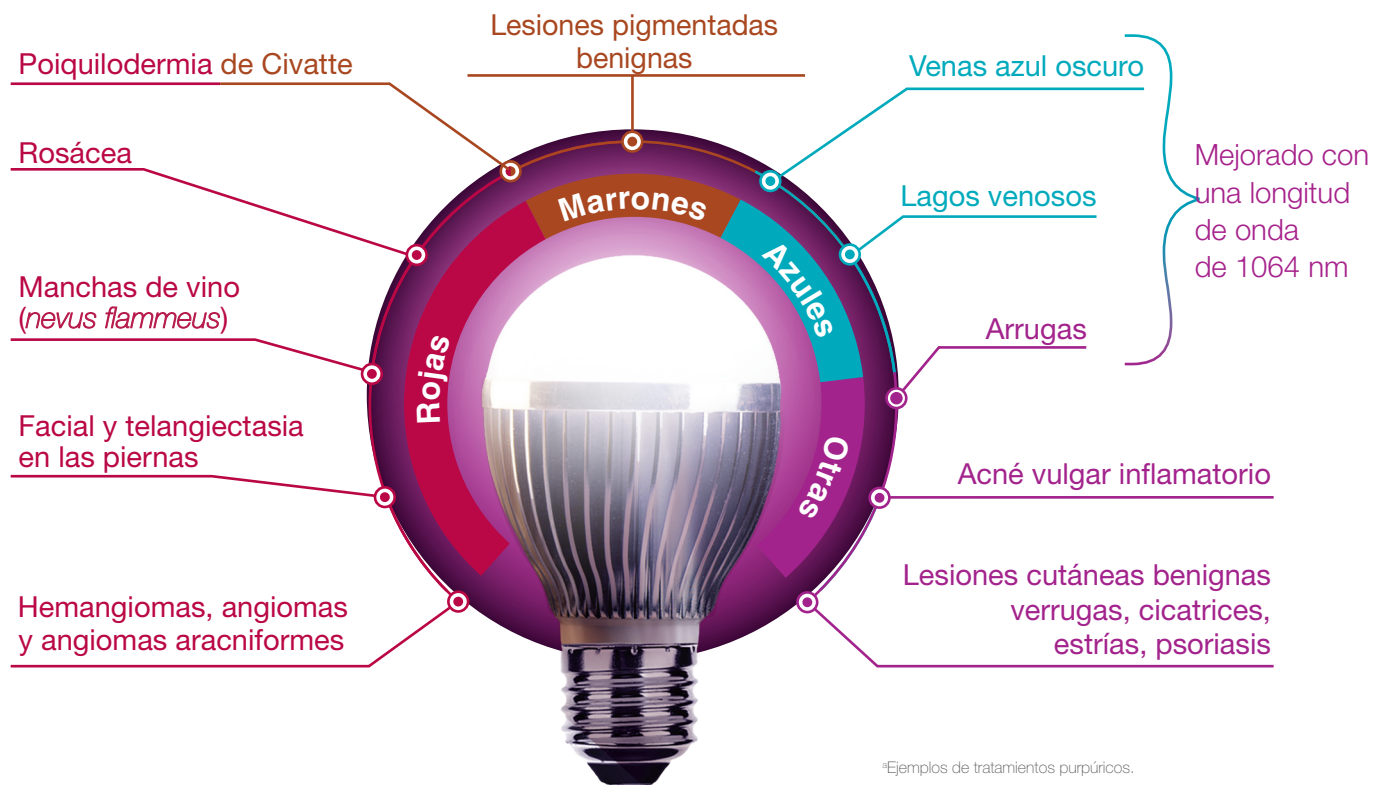 Lesiones pigmentadas
benignas
Poiquilodermia de Civatte
Venas azul oscuro
Rosácea
Mejorado con
una longitud
de onda
de 1064 nm
Lagos venosos
Marrones
Azules
Manchas de vino
(nevus flammeus)
Arrugas
Rojas
Facial y telangiectasia
en las piernas
Otras
Acné vulgar inflamatorio
Hemangiomas, angiomas
y angiomas aracniformes
Lesiones cutáneas benignas
verrugas, cicatrices,
estrías, psoriasis
ªEjemplos de tratamientos purpúricos.